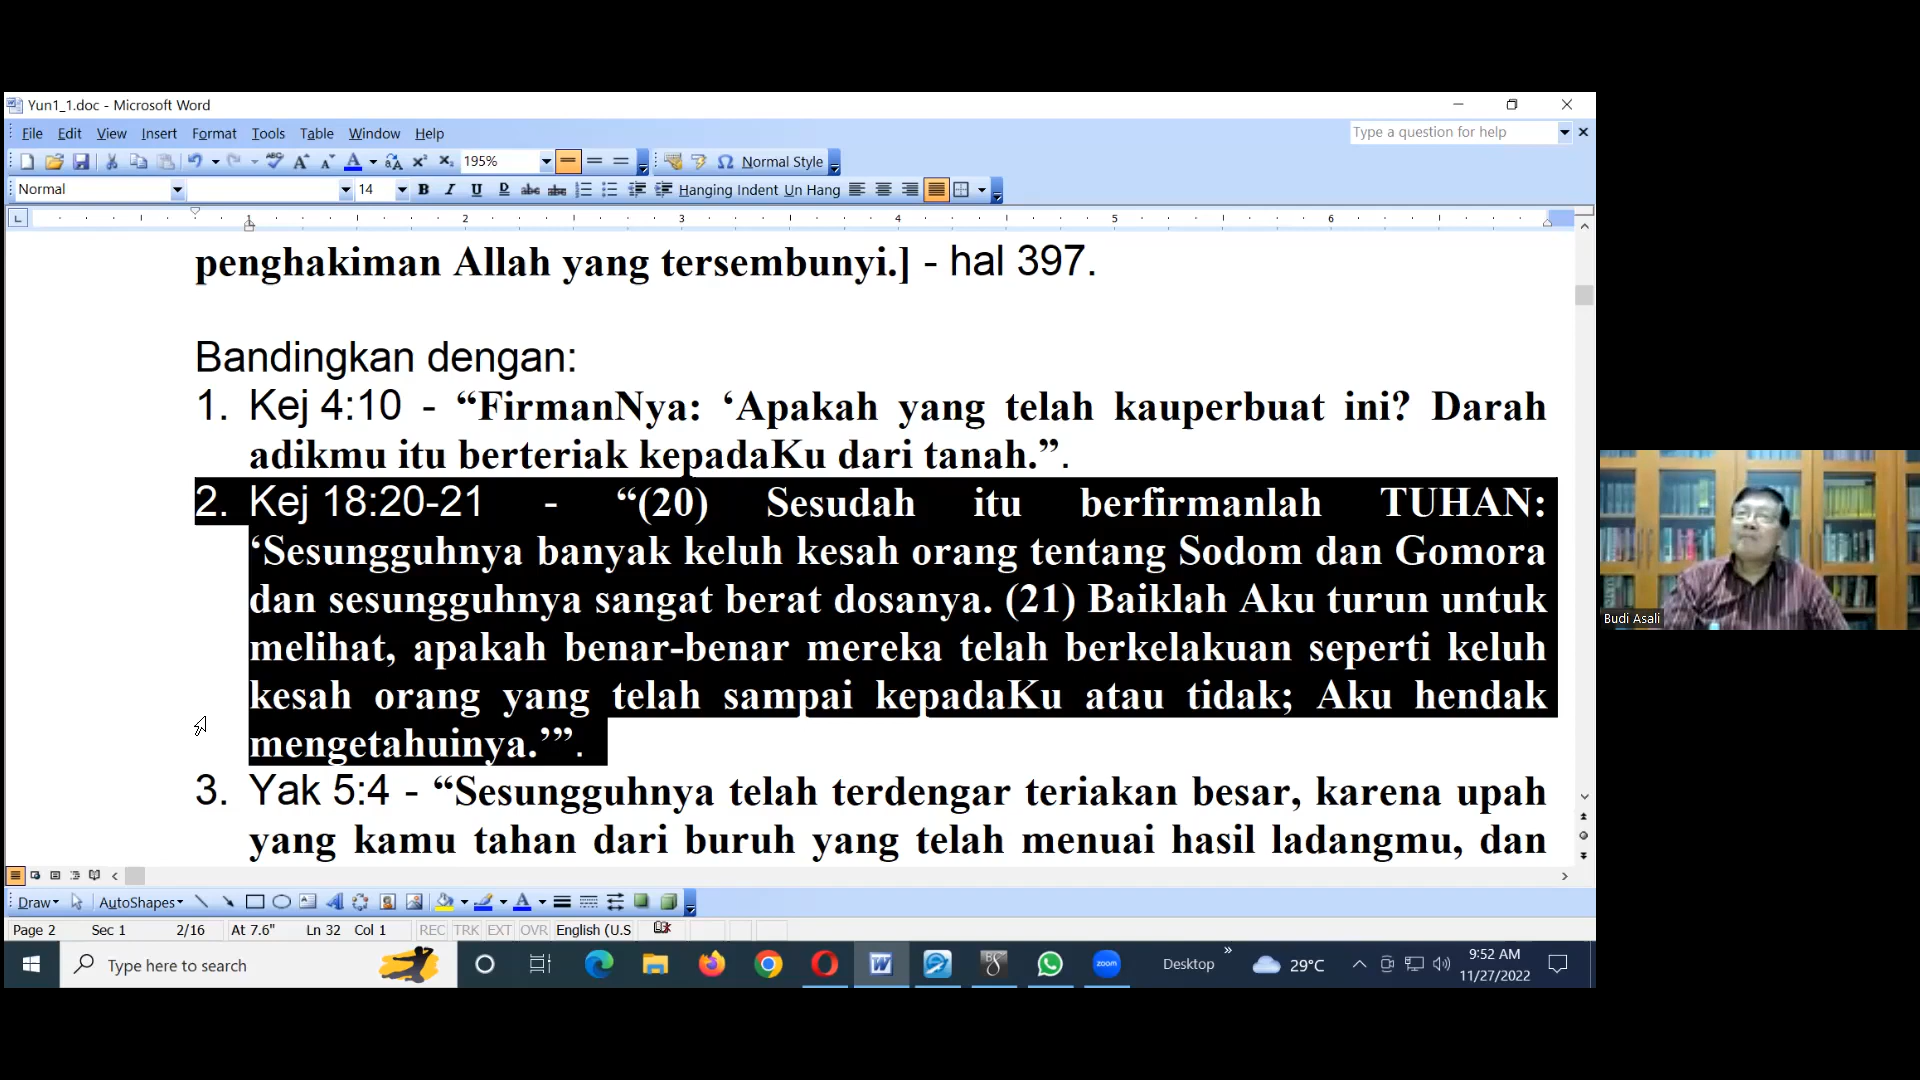 Yun1_1.doc - Microsoft Word
File Edit View Insert Format Tools Table Window Help
Type a question for help
195%
Normal Style
Normal
14
Hanging Indent Un Hang
1 2 3 4 5 6
penghakiman Allah yang tersembunyi.] - hal 397.
Bandingkan dengan:
1. Kej 4:10 - “FirmanNya: ‘Apakah yang telah kauperbuat ini? Darah
adikmu itu berteriak kepadaKu dari tanah.”.
2. Kej 18:20-21 - “(20) Sesudah itu berfirmanlah TUHAN:
‘Sesungguhnya banyak keluh kesah orang tentang Sodom dan Gomora
dan sesungguhnya sangat berat dosanya. (21) Baiklah Aku turun untuk
melihat, apakah benar-benar mereka telah berkelakuan seperti keluh
kesah orang yang telah sampai kepadaKu atau tidak; Aku hendak
mengetahuinya.’”.
3. Yak 5:4 - “Sesungguhnya telah terdengar teriakan besar, karena upah
yang kamu tahan dari buruh yang telah menuai hasil ladangmu, dan
Budi Asali
Draw AutoShapes
Page 2 Sec 1 2/16 At 7.6" Ln 32 Col 1 REC TRK EXT OVR English (U.S
Type here to search
zoom
Desktop
29°C
9:52 AM
11/27/2022